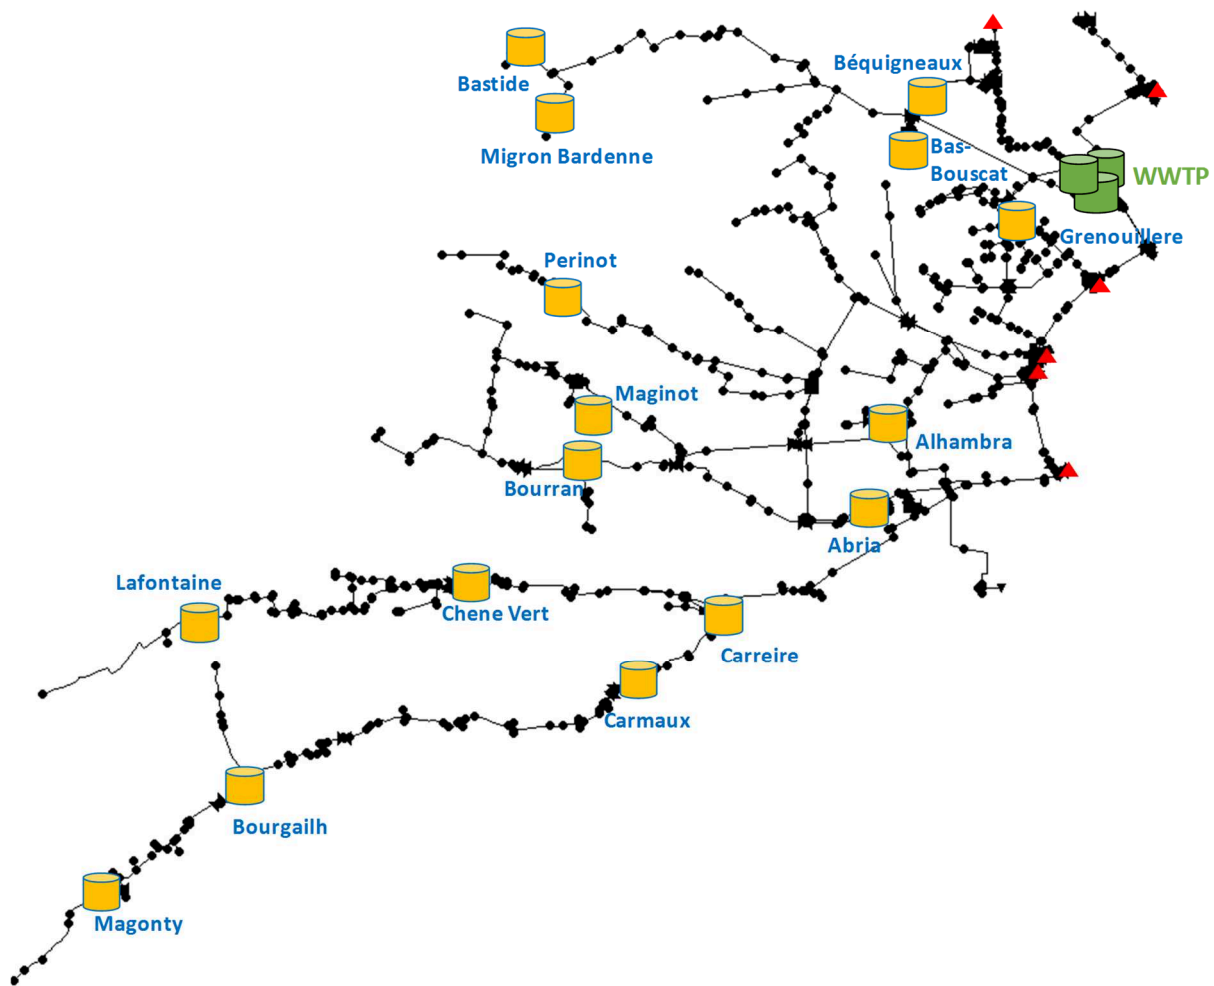 Béquigneaux
Bastide
Bas-
Bouscat
Migron Bardenne
WWTP
Grenouillere
Perinot
Maginot
Alhambra
Bourran
Abria
Lafontaine
Chene Vert
Carreire
Carmaux
Bourgailh
Magonty